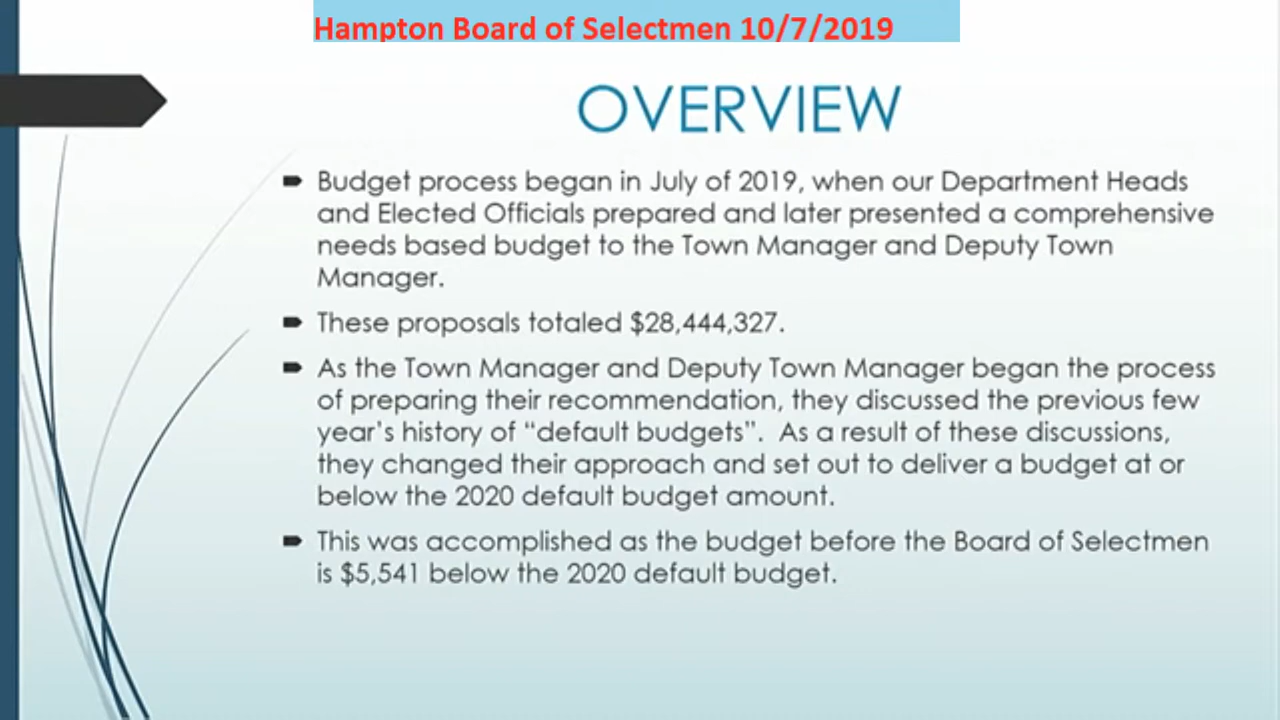 Hampton Board of Selectmen 10/7/2019
OVERVIEW
Budget process began in July of 2019, when our Department Heads
and Elected Officials prepared and later presented a comprehensive
needs based budget to the Town Manager and Deputy Town
Manager.
These proposals totaled $28,444,327.
As the Town Manager and Deputy Town Manager began the process
of preparing their recommendation, they discussed the previous few
year's history of "default budgets".  As a result of these discussions,
they changed their approach and set out to deliver a budget at or
below the 2020 default budget amount.
This was accomplished as the budget before the Board of Selectmen
is $5,541 below the 2020 default budget.